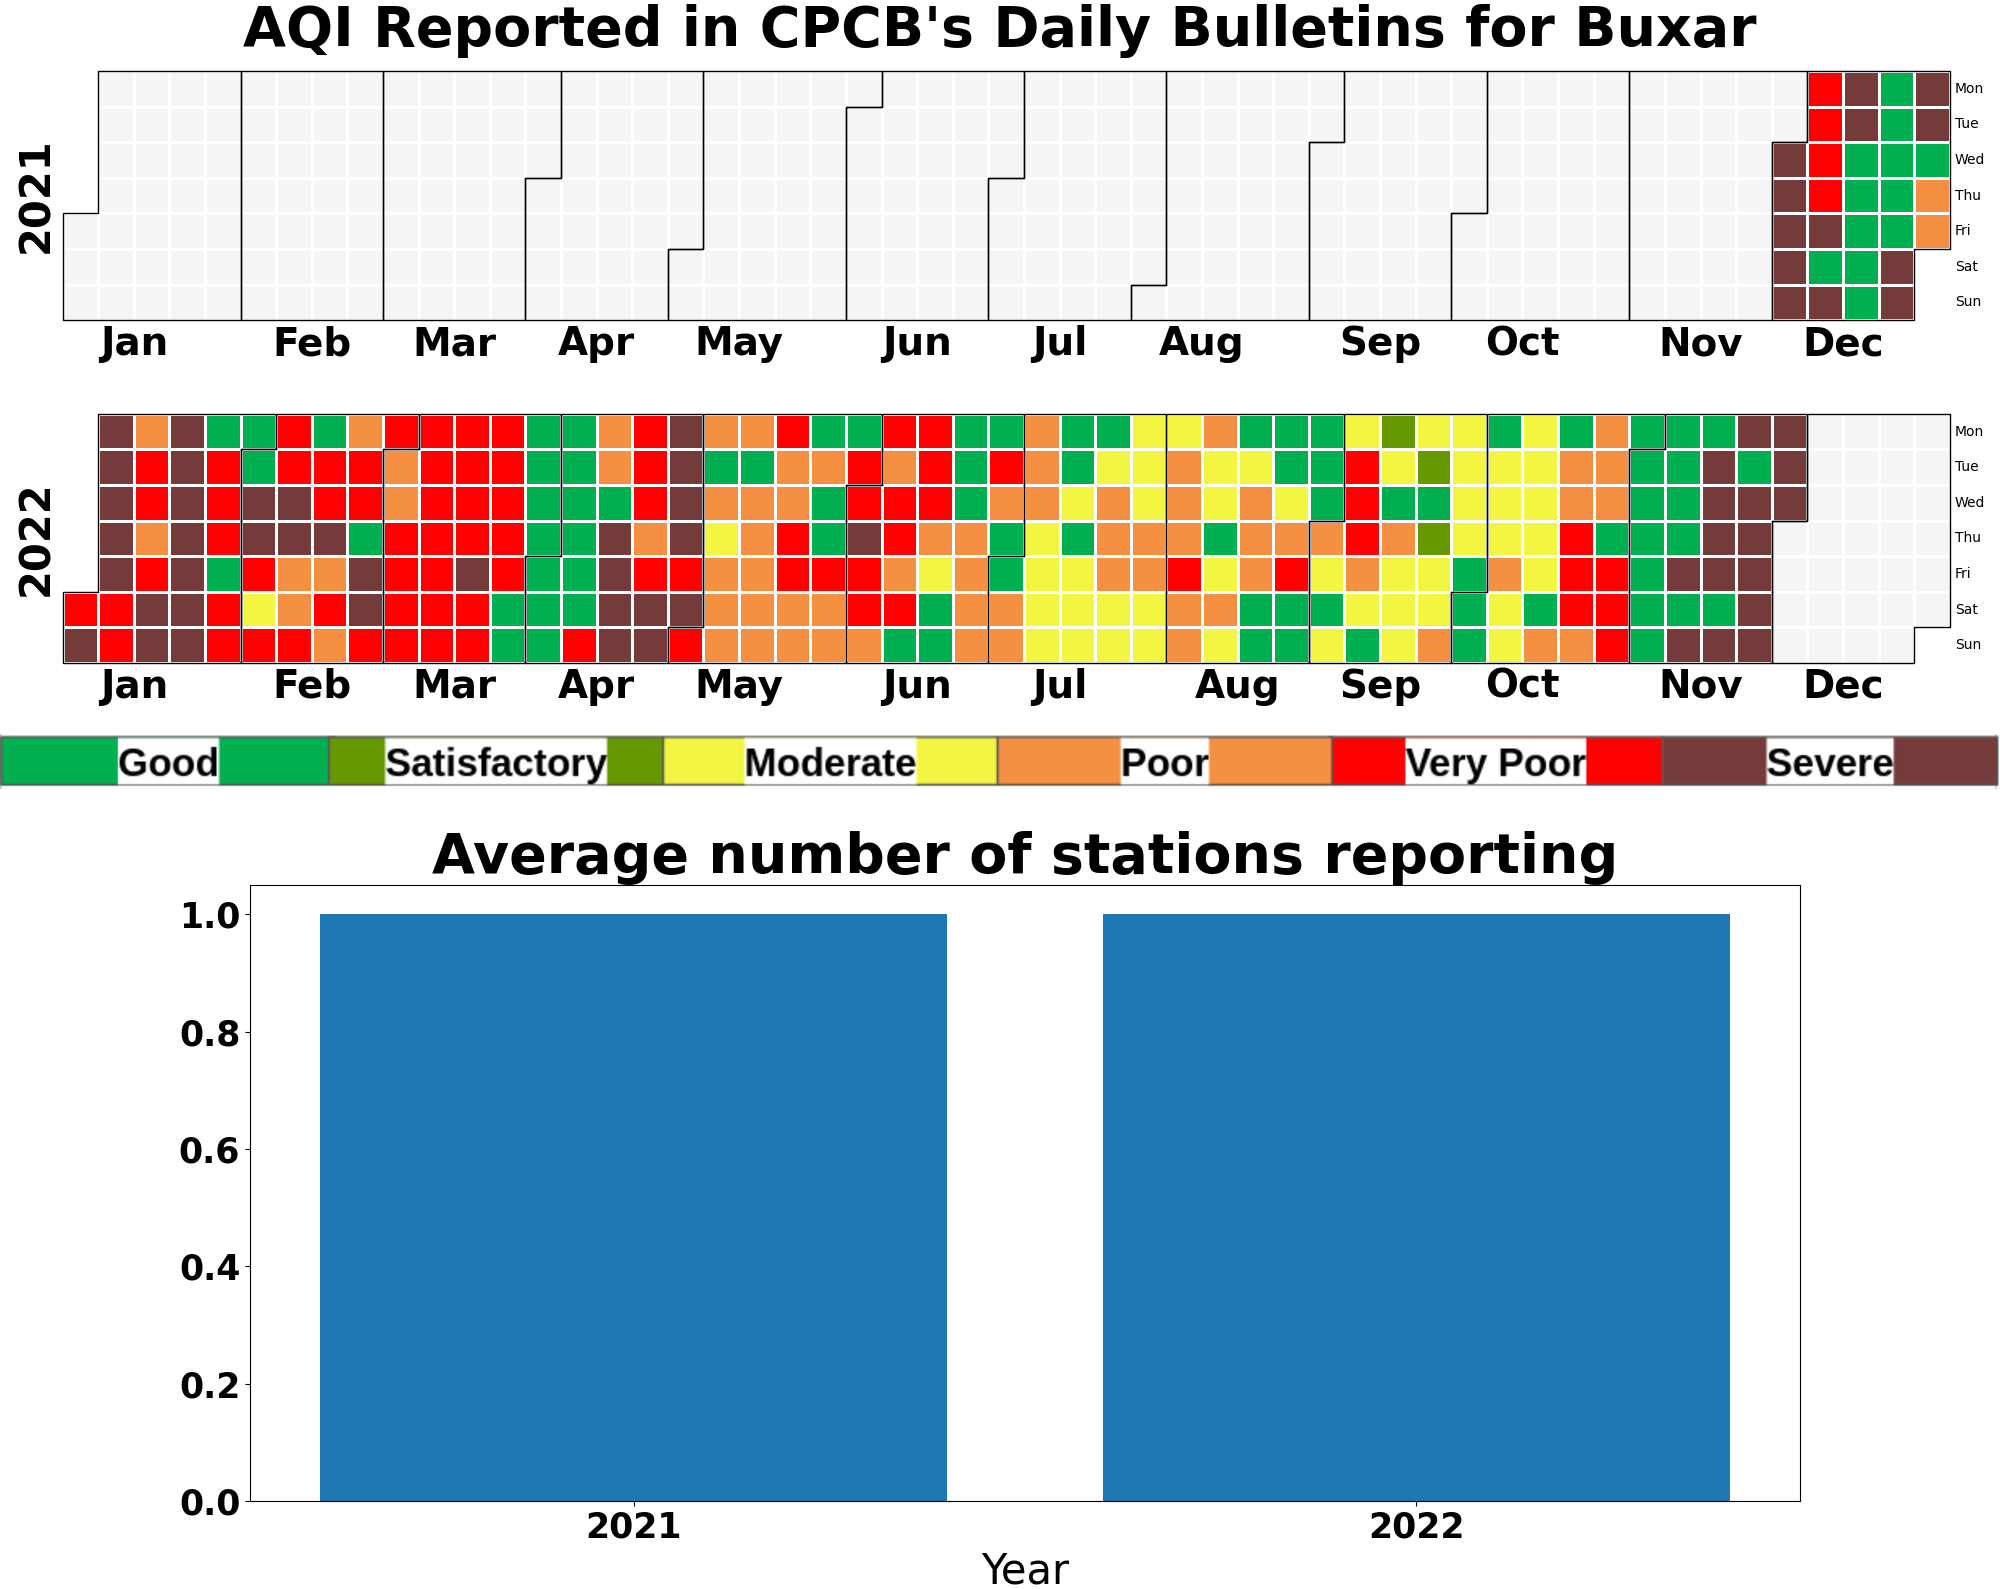 AQI Reported in CPCB's Daily Bulletins for Buxar
2021
Mon
Tue
Wed
Thu
Fri
Sat
Sun
Jan Feb Mar Apr May Jun Jul Aug Sep Oct Nov Dec
2022
Mon
Tue
Wed
Thu
Fri
Sat
Sun
Jan Feb Mar Apr May Jun Jul Aug Sep Oct Nov Dec
Good Satisfactory Moderate Poor Very Poor Severe
Average number of stations reporting
1.0
0.8
0.6
0.4
0.2
0.0
2021 2022
Year